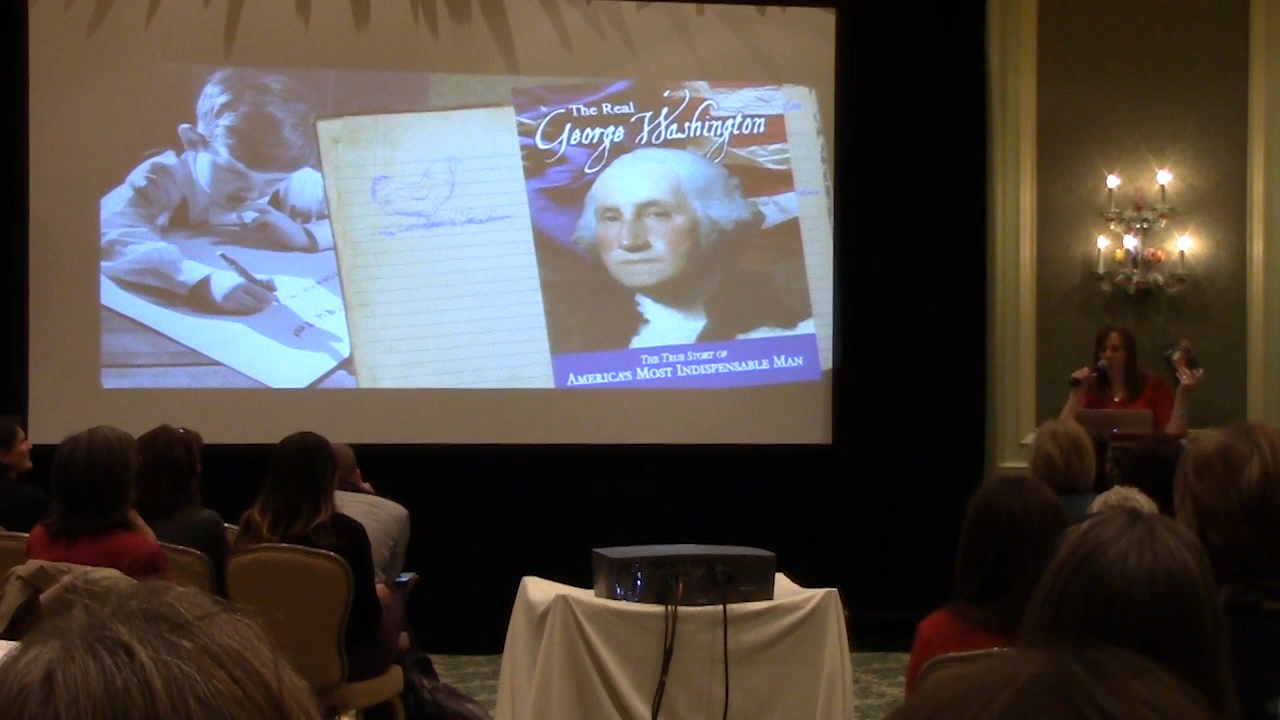 The Real
George Washington
The True Story of
America's Most Indispensable Man